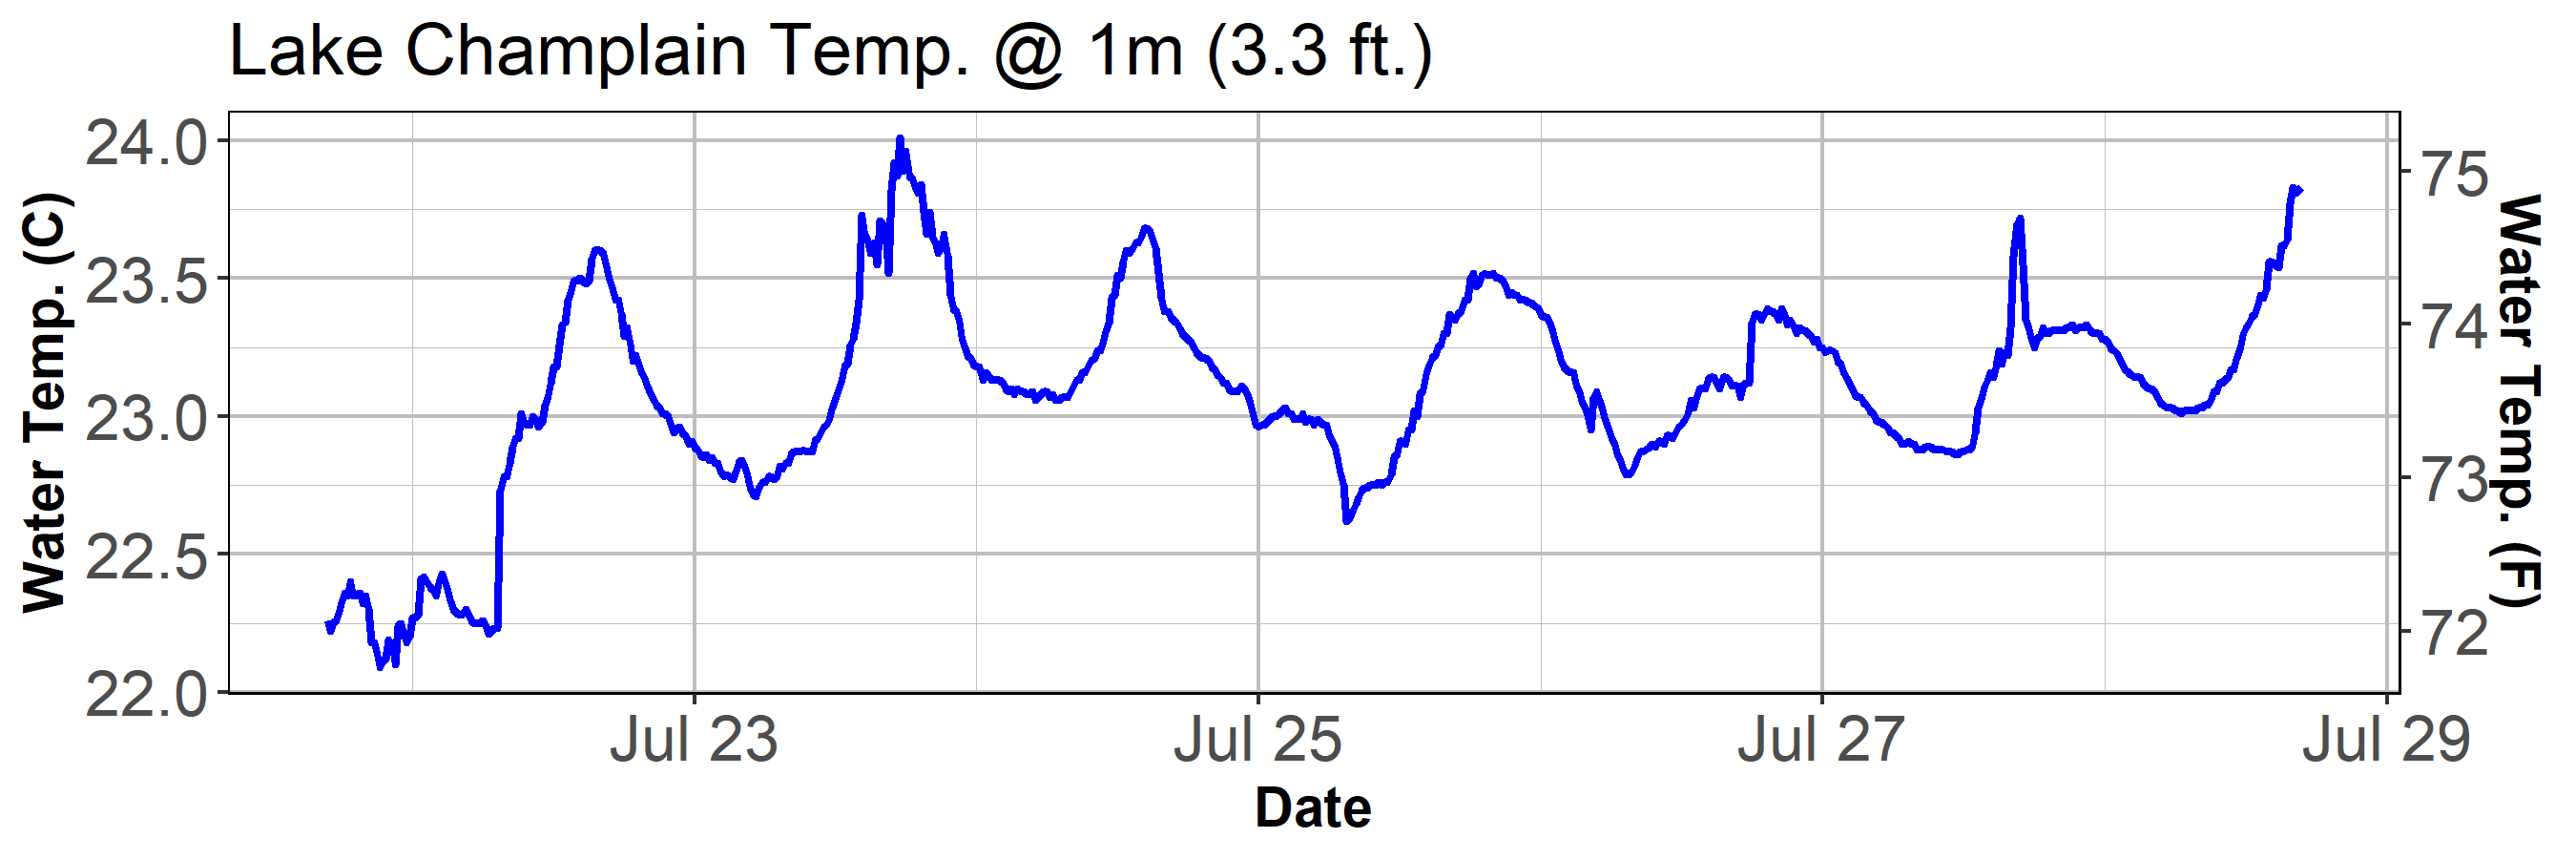 Lake Champlain Temp. @ 1m (3.3 ft.)
Water Temp. (C)
24.0
23.5
23.0
22.5
22.0
75
74
73
72
Water Temp. (F)
Jul 23 Jul 25 Jul 27 Jul 29
Date